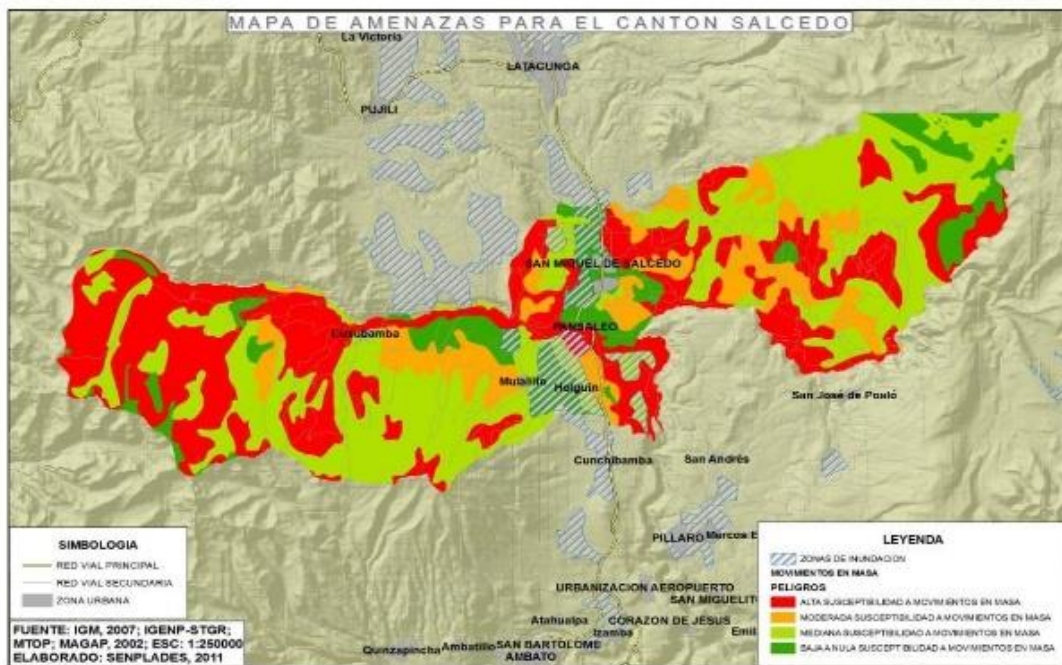 MAPA DE AMENAZAS PARA EL CANTON SALCEDO
La Victoria
LATACUNGA
PUJILI
SAN MIGUEL DE SALCEDO
Cusubamba
PANSALEO
Mulalillo
Holguin
San José de Poaló
Cunchibamba
San Andrés
PILLARO
Marcos E
URBANIZACION AEROPUERTO
SAN MIGUELITO
Atahualpa
CORAZON DE JESUS
Izamba
Emil
Quinzapincha
Ambatillo
SAN BARTOLOME
AMBATO
SIMBOLOGIA
RED VIAL PRINCIPAL
RED VIAL SECUNDARIA
ZONA URBANA
FUENTE: IGM, 2007; IGENP-STGR;
MTOP; MAGAP, 2002; ESC: 1:250000
ELABORADO: SENPLADES, 2011
LEYENDA
ZONAS DE INUNDACION
MOVIMIENTOS EN MASA
PELIGROS
ALTA SUSCEPTIBILIDAD A MOVIMIENTOS EN MASA
MODERADA SUSCEPTIBILIDAD A MOVIMIENTOS EN MASA
MEDIANA SUSCEPTIBILIDAD A MOVIMIENTOS EN MASA
BAJA A NULA SUSCEPTIBILIDAD A MOVIMIENTOS EN MASA